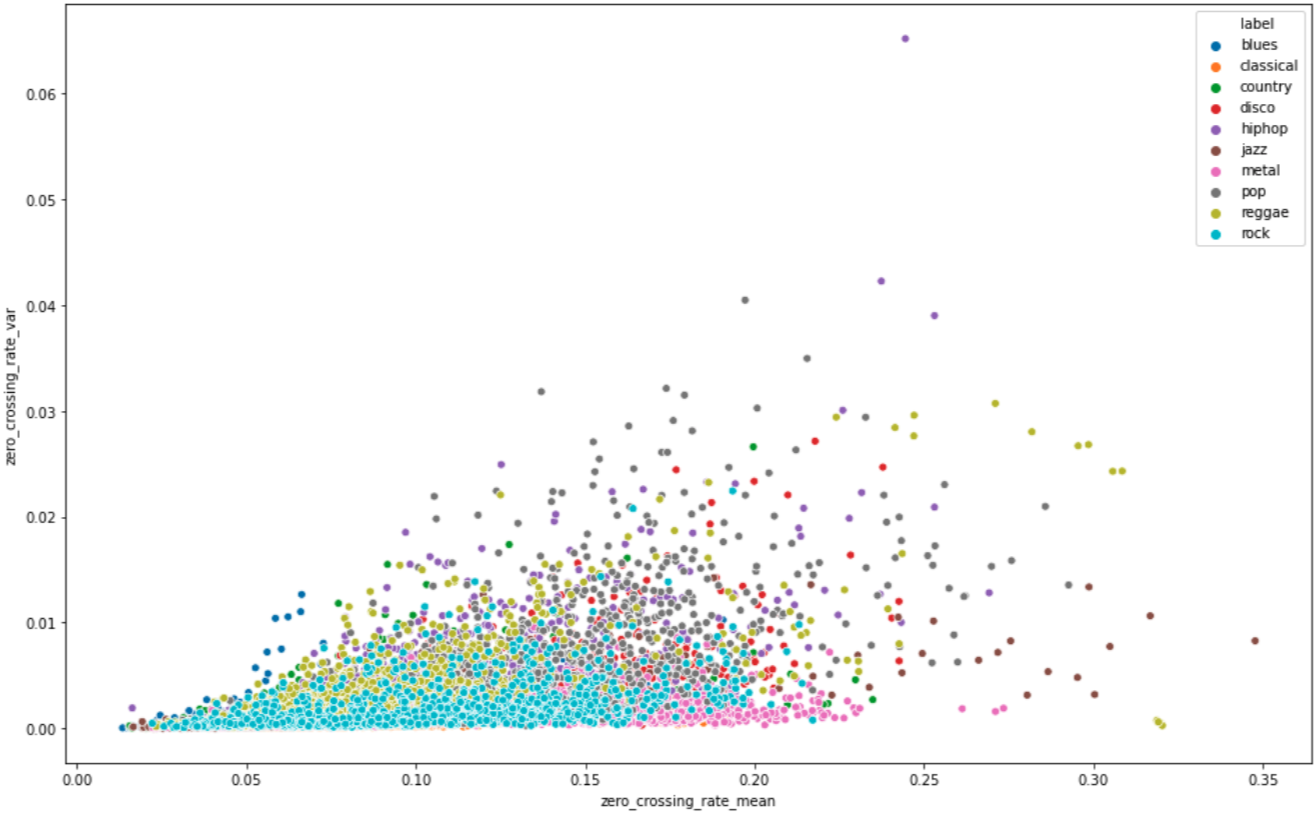 label
blues
classical
country
disco
hiphop
jazz
metal
pop
reggae
rock
0.06
0.05
0.04
0.03
0.02
0.01
0.00
zero_crossing_rate_var
0.00 0.05 0.10 0.15 0.20 0.25 0.30 0.35
zero_crossing_rate_mean